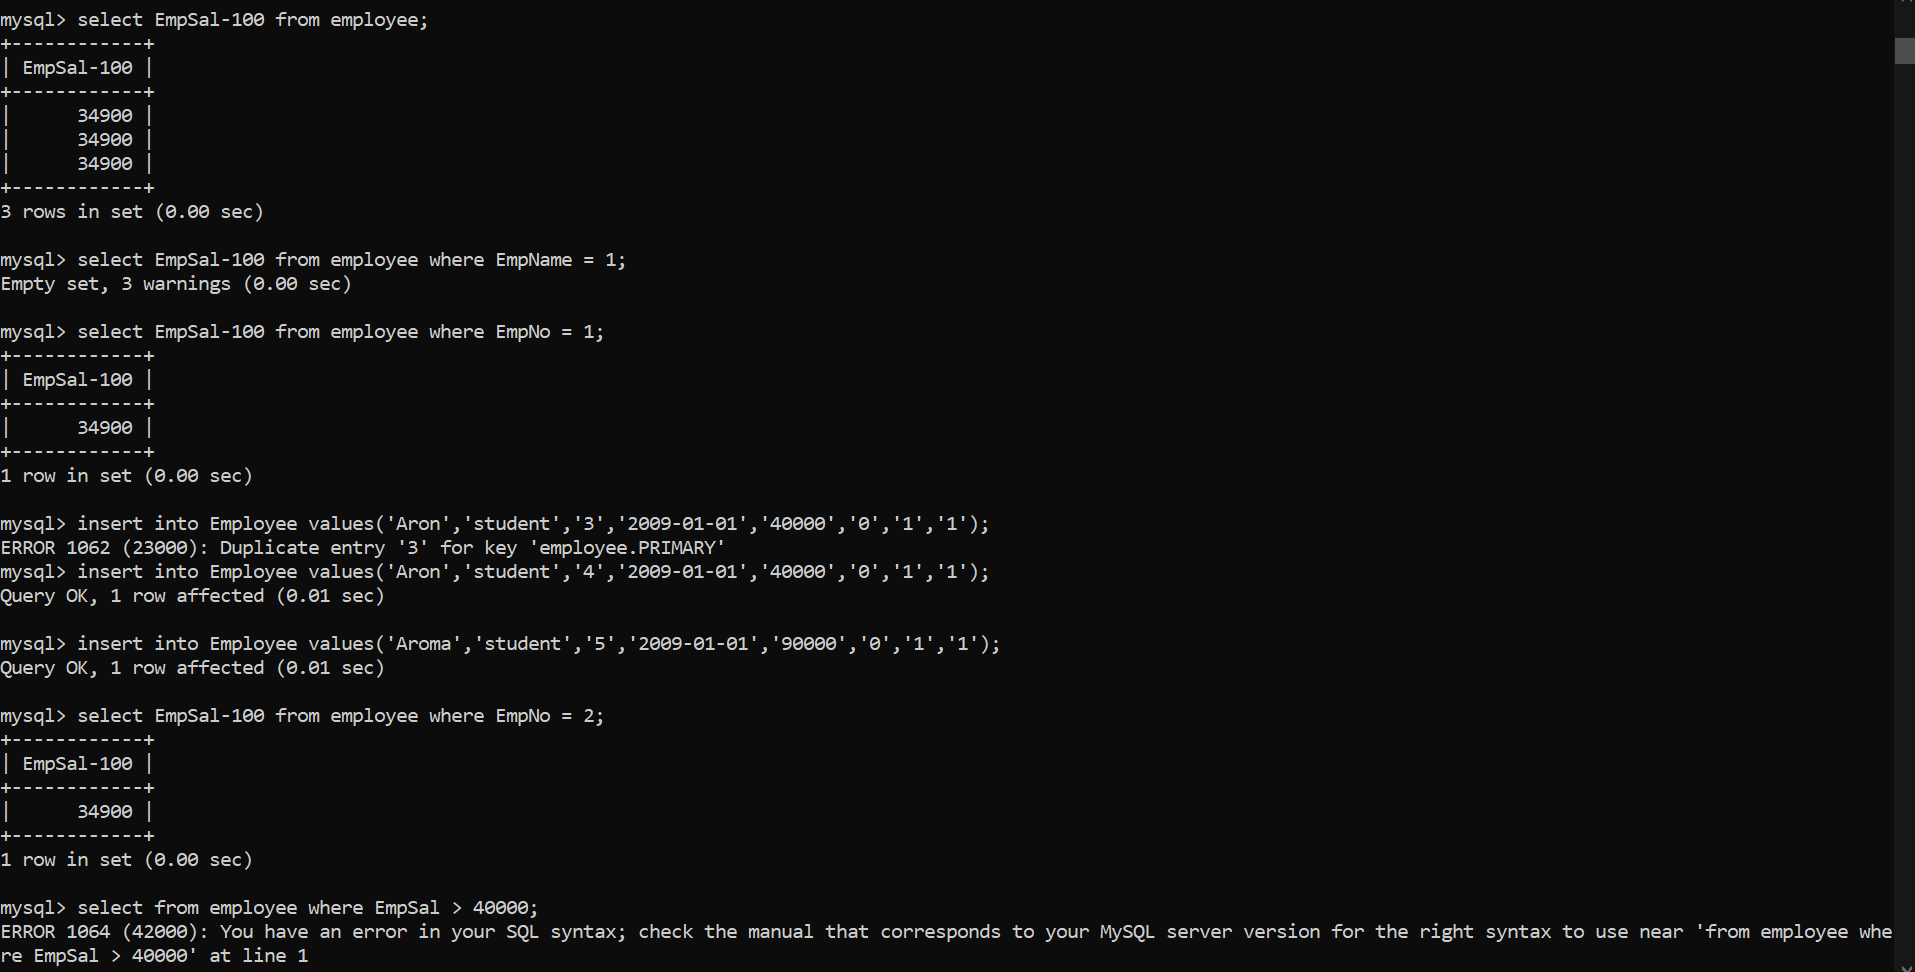 mysql> select EmpSal-100 from employee;
+------------+
| EmpSal-100 |
+------------+
|      34900 |
|      34900 |
|      34900 |
+------------+
3 rows in set (0.00 sec)

mysql> select EmpSal-100 from employee where EmpName = 1;
Empty set, 3 warnings (0.00 sec)

mysql> select EmpSal-100 from employee where EmpNo = 1;
+------------+
| EmpSal-100 |
+------------+
|      34900 |
+------------+
1 row in set (0.00 sec)

mysql> insert into Employee values('Aron','student','3','2009-01-01','40000','0','1','1');
ERROR 1062 (23000): Duplicate entry '3' for key 'employee.PRIMARY'
mysql> insert into Employee values('Aron','student','4','2009-01-01','40000','0','1','1');
Query OK, 1 row affected (0.01 sec)

mysql> insert into Employee values('Aroma','student','5','2009-01-01','90000','0','1','1');
Query OK, 1 row affected (0.01 sec)

mysql> select EmpSal-100 from employee where EmpNo = 2;
+------------+
| EmpSal-100 |
+------------+
|      34900 |
+------------+
1 row in set (0.00 sec)

mysql> select from employee where EmpSal > 40000;
ERROR 1064 (42000): You have an error in your SQL syntax; check the manual that corresponds to your MySQL server version for the right syntax to use near 'from employee whe
re EmpSal > 40000' at line 1